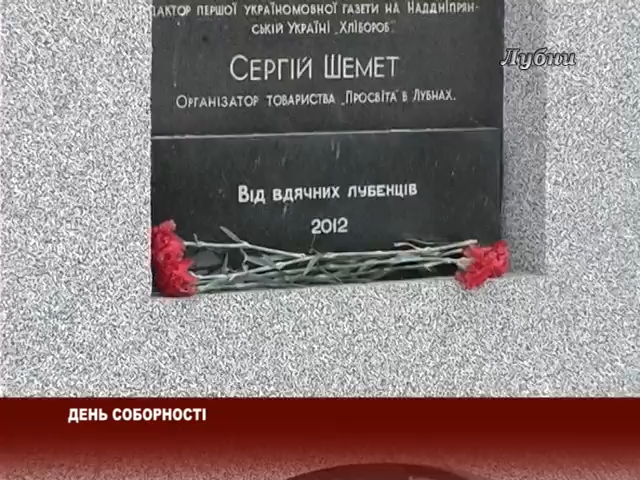 дактор першої україномовної газети на Наддніпрян-
ській Україні „Хлібороб"
Сергій Шемет
Організатор товариства „Просвіта" в Лубнах.
Від вдячних лубенців
2012
Лубни
ДЕНЬ СОБОРНОСТІ